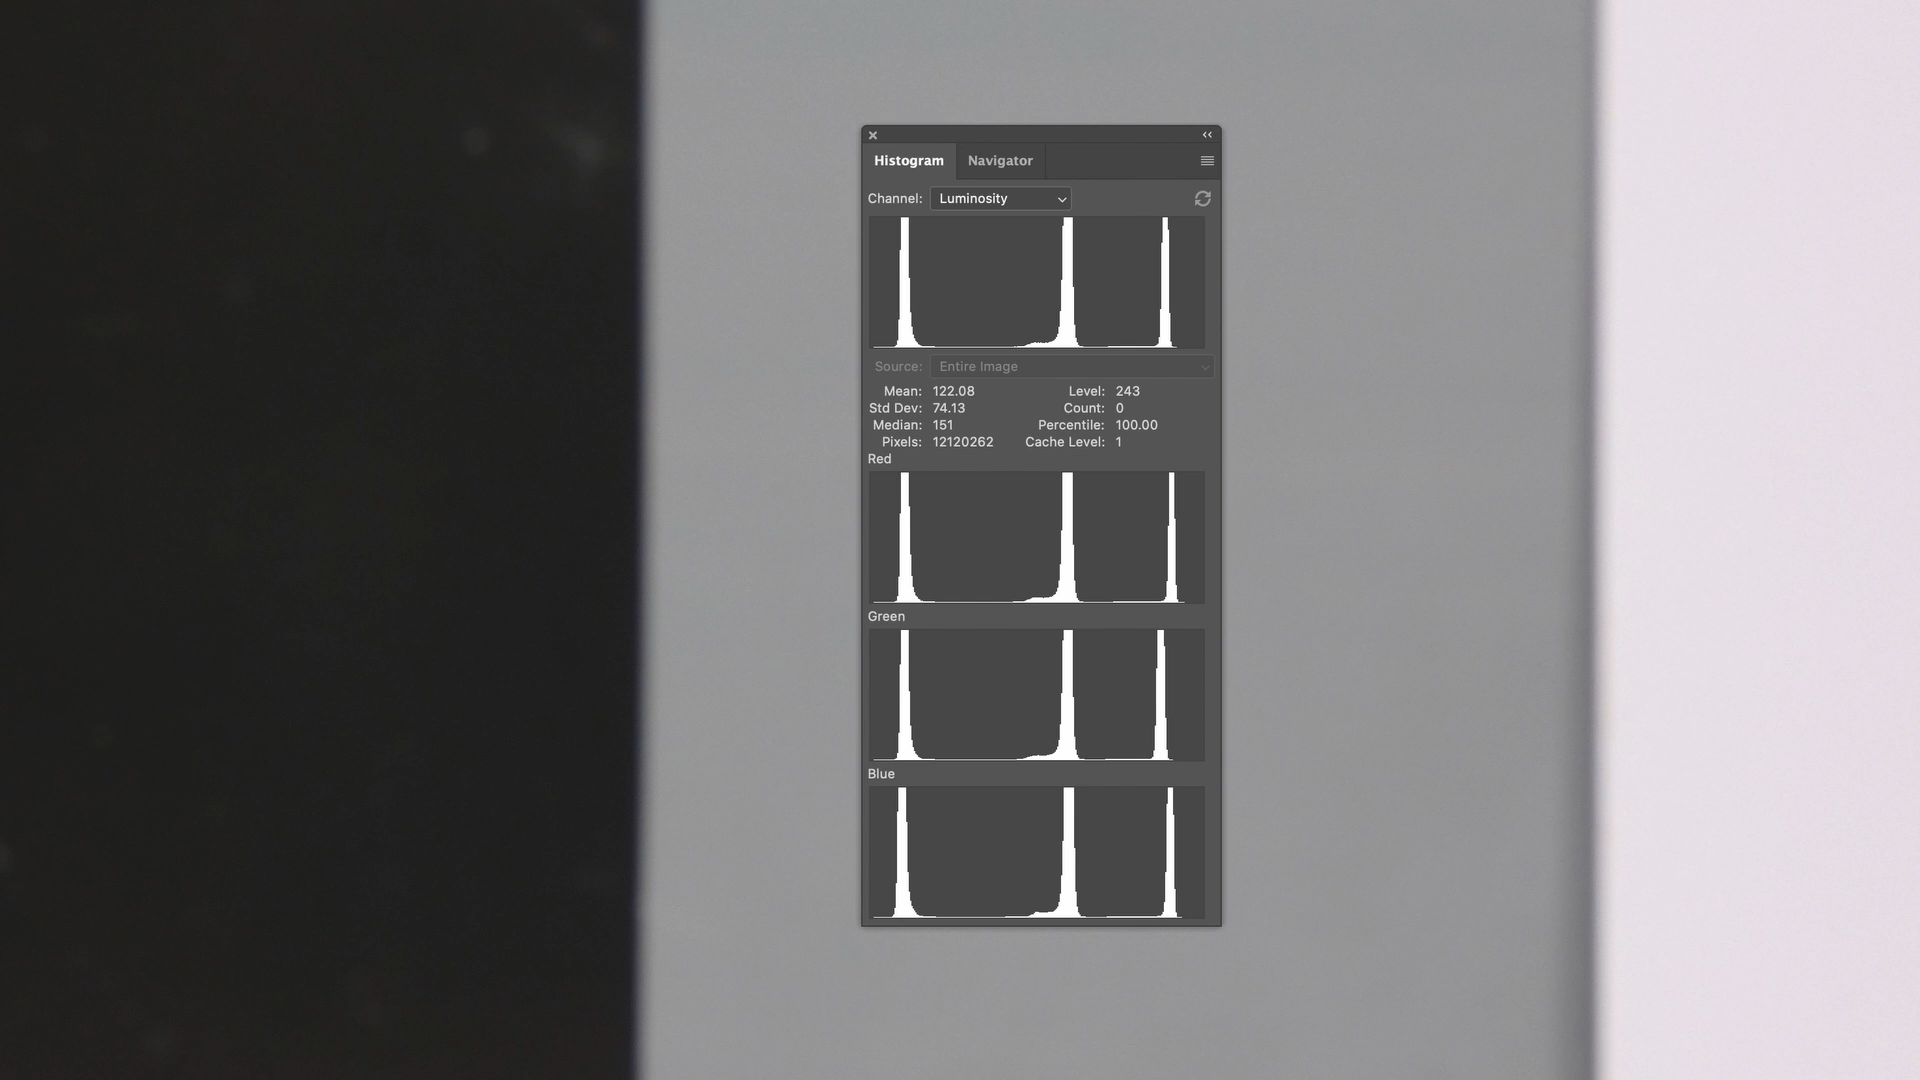 Histogram Navigator
Channel: Luminosity
Source: Entire Image
Mean: 122.08 Level: 243
Std Dev: 74.13 Count: 0
Median: 151 Percentile: 100.00
Pixels: 12120262 Cache Level: 1
Red
Green
Blue